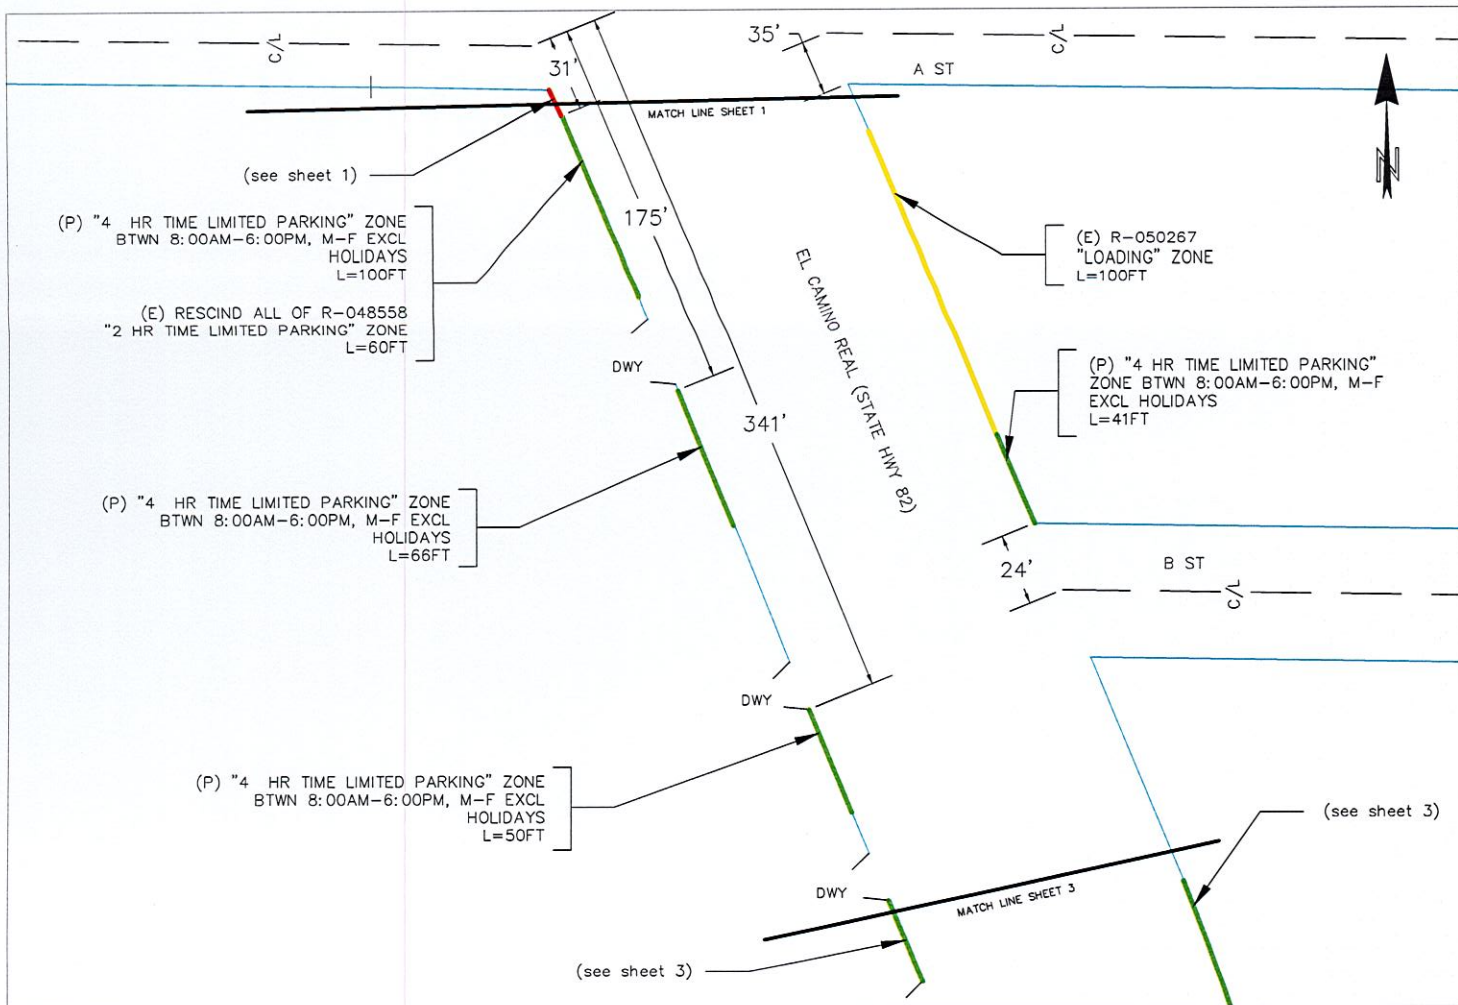 C/L
35'
C/L
31'
A ST
MATCH LINE SHEET 1
N
(see sheet 1)
(P) "4 HR TIME LIMITED PARKING" ZONE
BTWN 8:00AM-6:00PM, M-F EXCL
HOLIDAYS
L=100FT
(E) RESCIND ALL OF R-048558
"2 HR TIME LIMITED PARKING" ZONE
L=60FT
175'
(E) R-050267
"LOADING" ZONE
L=100FT
EL CAMINO REAL (STATE HWY 82)
DWY
(P) "4 HR TIME LIMITED PARKING"
ZONE BTWN 8:00AM-6:00PM, M-F
EXCL HOLIDAYS
L=41FT
341'
(P) "4 HR TIME LIMITED PARKING" ZONE
BTWN 8:00AM-6:00PM, M-F EXCL
HOLIDAYS
L=66FT
24'
B ST
C/L
DWY
(P) "4 HR TIME LIMITED PARKING" ZONE
BTWN 8:00AM-6:00PM, M-F EXCL
HOLIDAYS
L=50FT
(see sheet 3)
DWY
MATCH LINE SHEET 3
(see sheet 3)